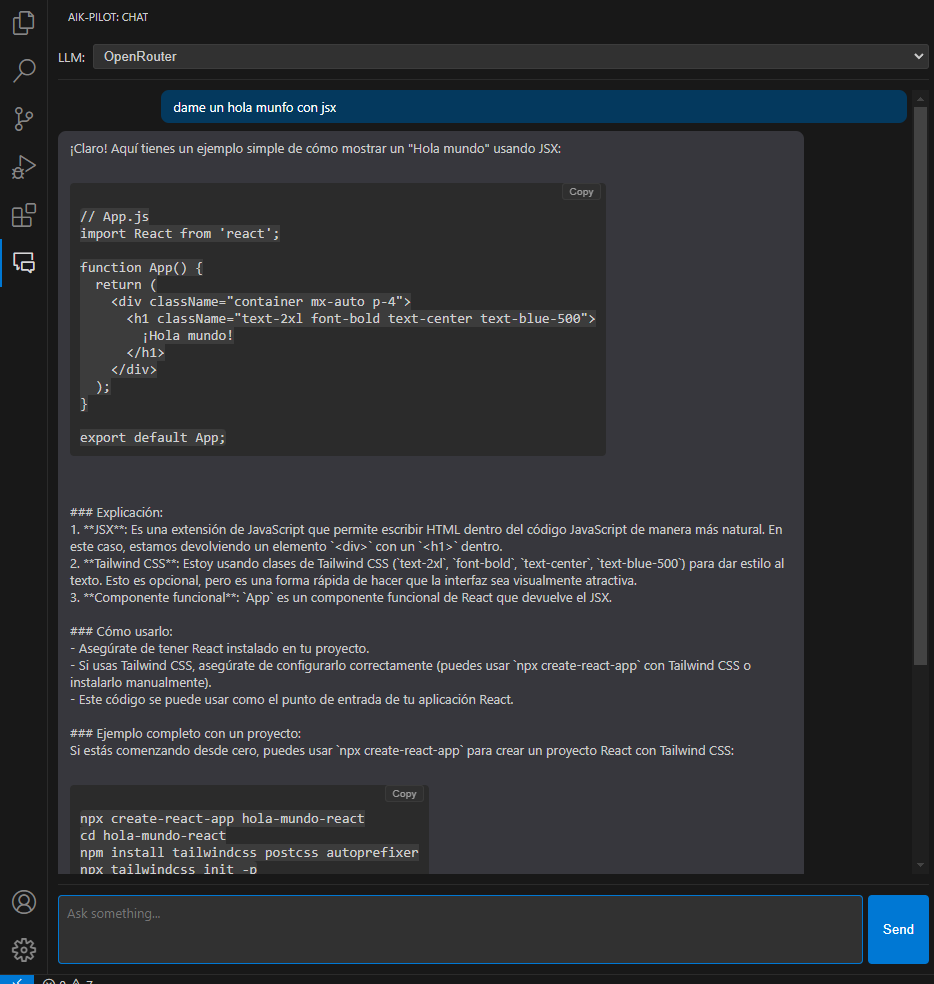 AIK-PILOT: CHAT
LLM: OpenRouter
dame un hola munfo con jsx
¡Claro! Aquí tienes un ejemplo simple de cómo mostrar un "Hola mundo" usando JSX:
Copy
// App.js
import React from 'react';
function App() {
return (
<div className="container mx-auto p-4">
<h1 className="text-2xl font-bold text-center text-blue-500">
¡Hola mundo!
</h1>
</div>
);
}
export default App;
### Explicación:
1. **JSX**: Es una extensión de JavaScript que permite escribir HTML dentro del código JavaScript de manera más natural. En
este caso, estamos devolviendo un elemento `<div>` con un `<h1>` dentro.
2. **Tailwind CSS**: Estoy usando clases de Tailwind CSS (`text-2xl`, `font-bold`, `text-center`, `text-blue-500`) para dar estilo al
texto. Esto es opcional, pero es una forma rápida de hacer que la interfaz sea visualmente atractiva.
3. **Componente funcional**: `App` es un componente funcional de React que devuelve el JSX.
### Cómo usarlo:
- Asegúrate de tener React instalado en tu proyecto.
- Si usas Tailwind CSS, asegúrate de configurarlo correctamente (puedes usar `npx create-react-app` con Tailwind CSS o
instalarlo manualmente).
- Este código se puede usar como el punto de entrada de tu aplicación React.
### Ejemplo completo con un proyecto:
Si estás comenzando desde cero, puedes usar `npx create-react-app` para crear un proyecto React con Tailwind CSS:
Copy
npx create-react-app hola-mundo-react
cd hola-mundo-react
npm install tailwindcss postcss autoprefixer
npx tailwindcss init -p
Ask something...
Send